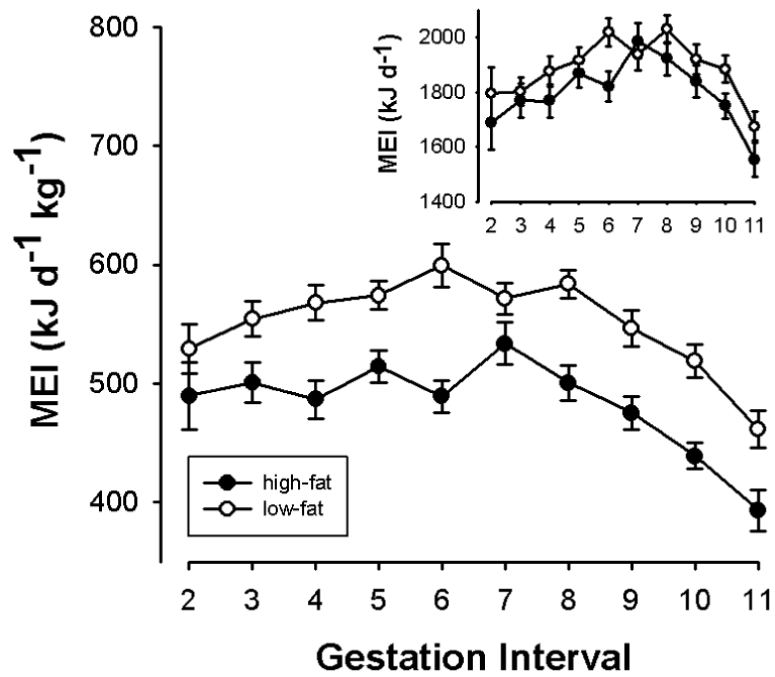 800
700
600
500
400
MEI (kJ d⁻¹ kg⁻¹)
2 3 4 5 6 7 8 9 10 11
Gestation Interval
high-fat
low-fat
2000
1800
1600
1400
MEI (kJ d⁻¹)
2 3 4 5 6 7 8 9 10 11